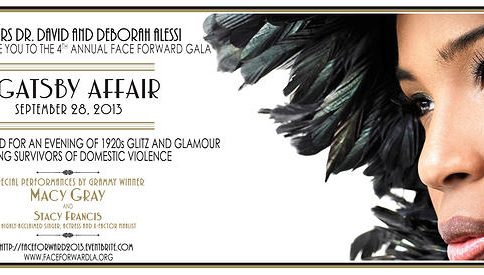 RS DR. DAVID AND DEBORAH ALESSI
E YOU TO THE 4TH ANNUAL FACE FORWARD GALA
GATSBY AFFAIR
SEPTEMBER 28, 2013
D FOR AN EVENING OF 1920s GLITZ AND GLAMOUR
NG SURVIVORS OF DOMESTIC VIOLENCE
ECIAL PERFORMANCES BY GRAMMY WINNER
MACY GRAY
AND
STACY FRANCIS
HIGHLY ACCLAIMED SINGER, ACTRESS AND X FACTOR FINALIST
HTTP://FACEFORWARD2013.EVENTBRITE.COM
WWW.FACEFORWARDLA.ORG